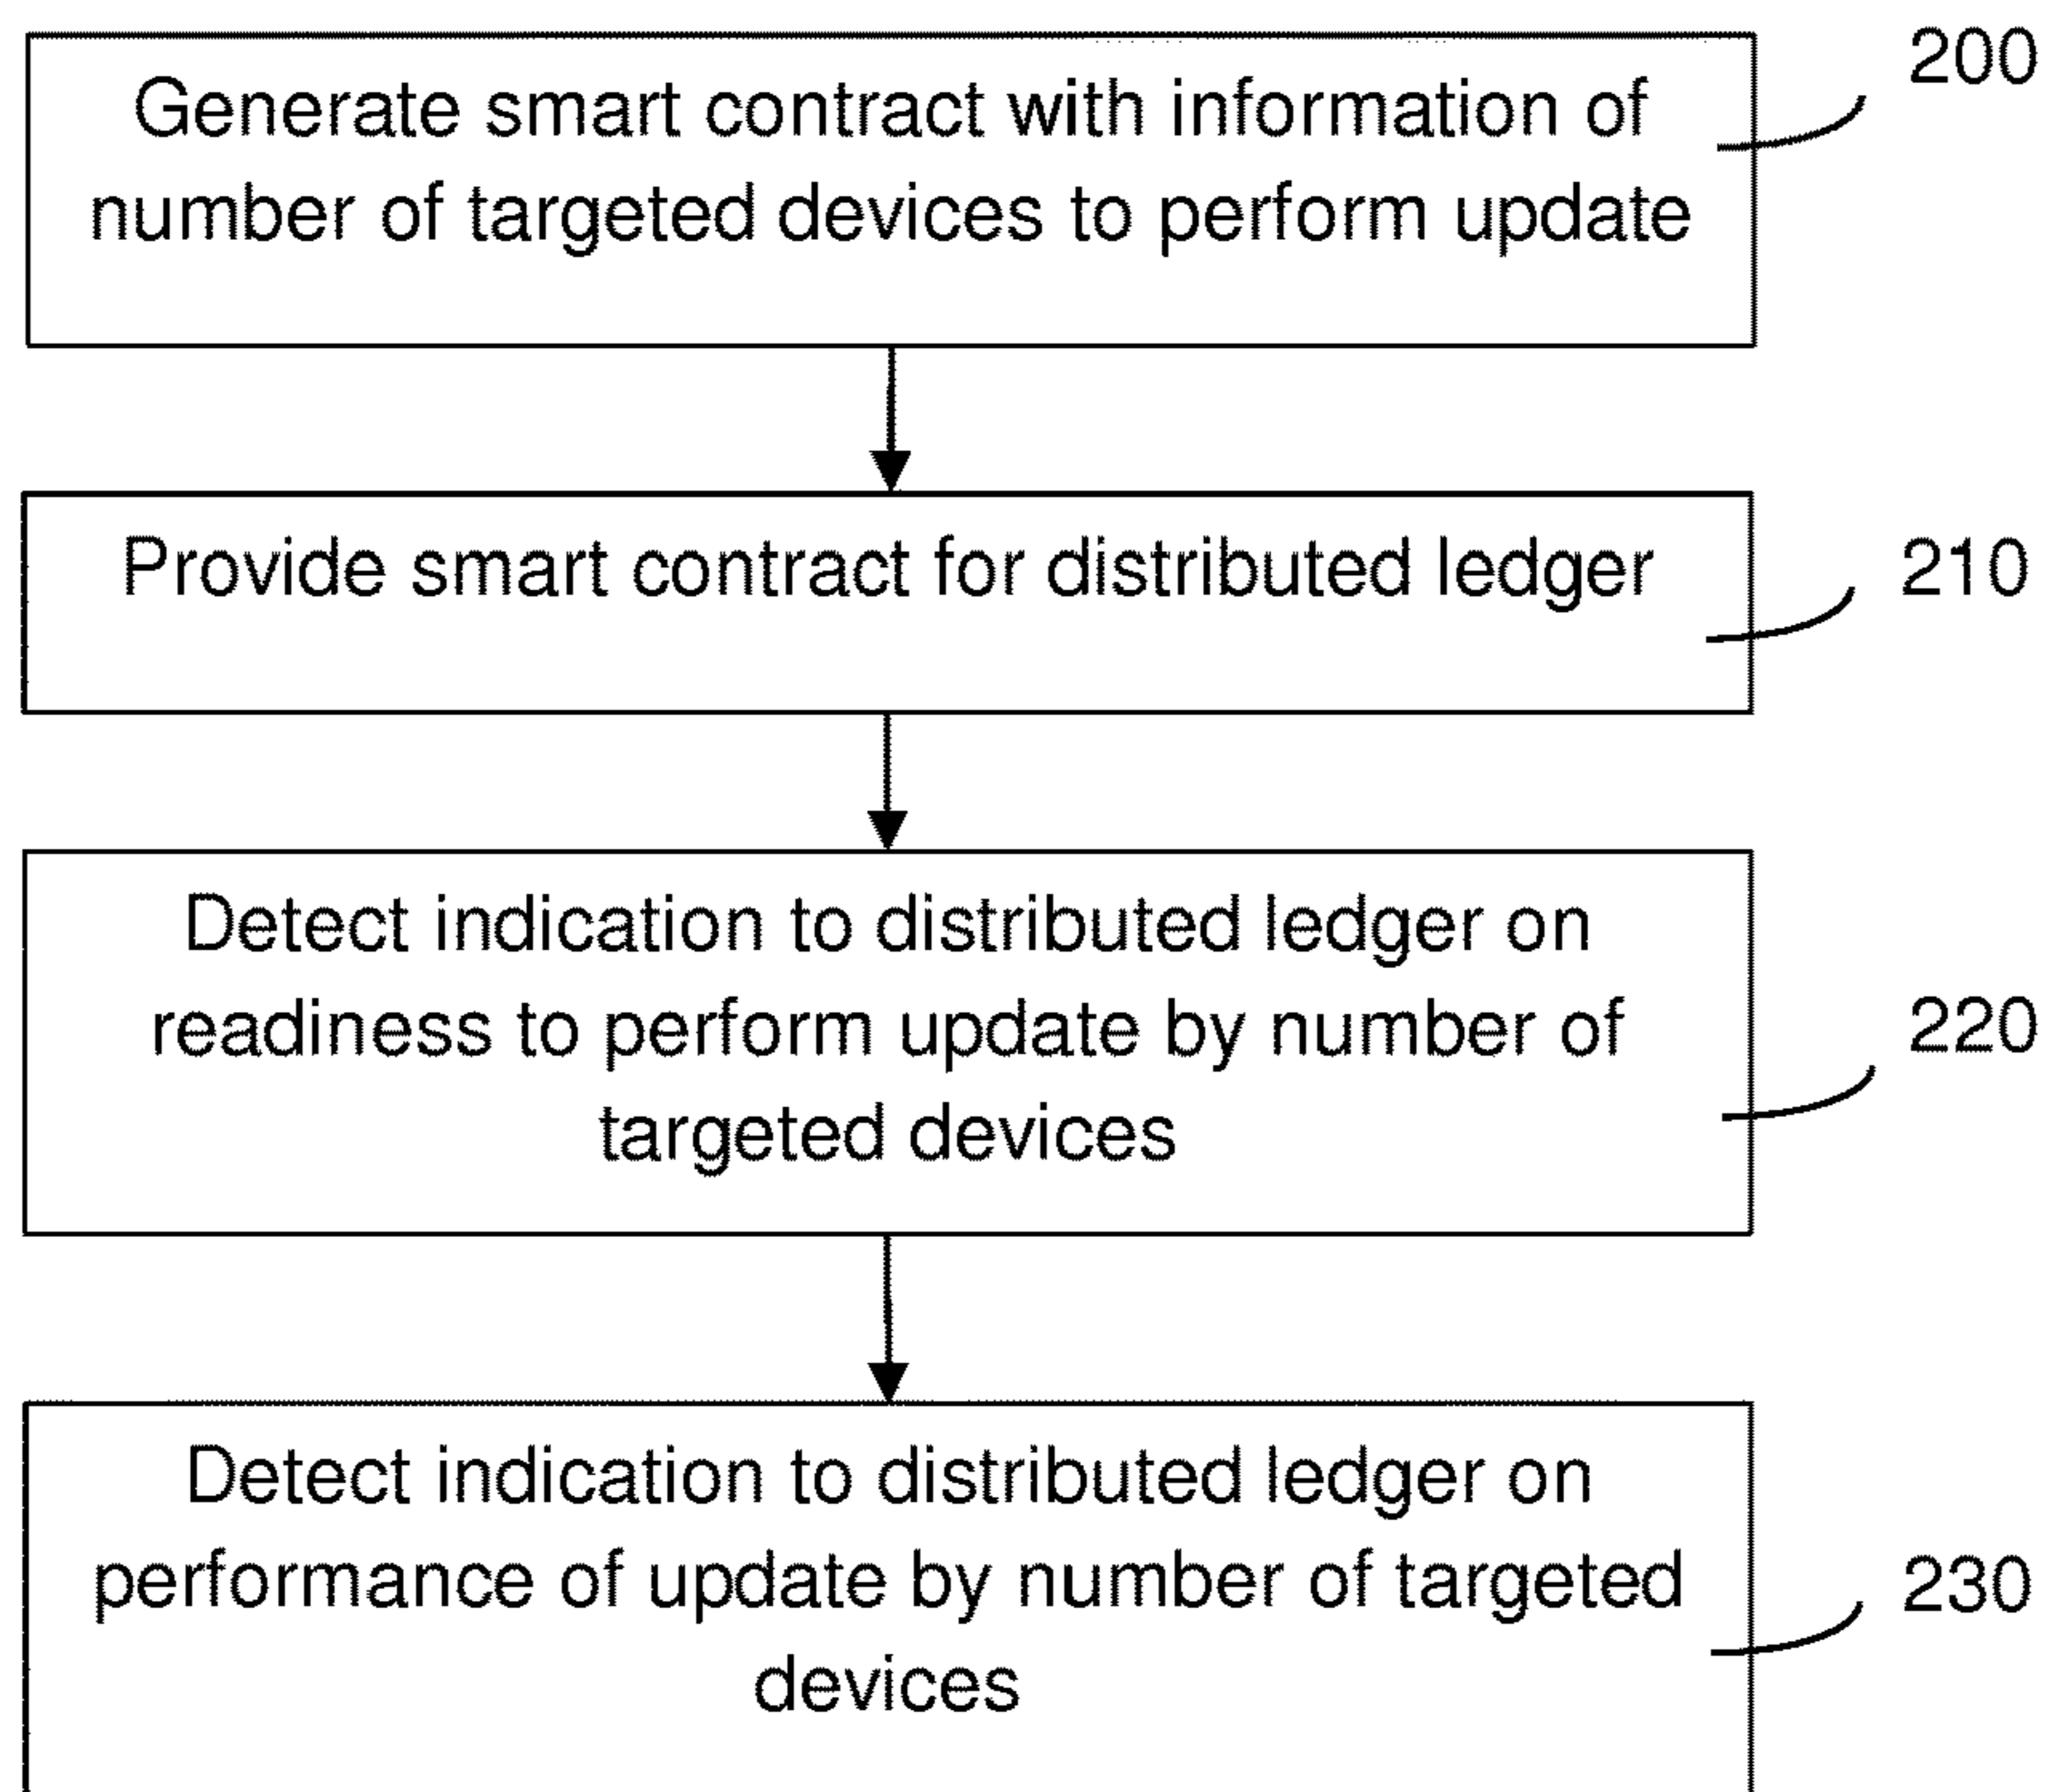 200
Generate smart contract with information of
number of targeted devices to perform update
Provide smart contract for distributed ledger
210
Detect indication to distributed ledger on
readiness to perform update by number of
220
targeted devices
Detect indication to distributed ledger on
performance of update by number of targeted
230
devices